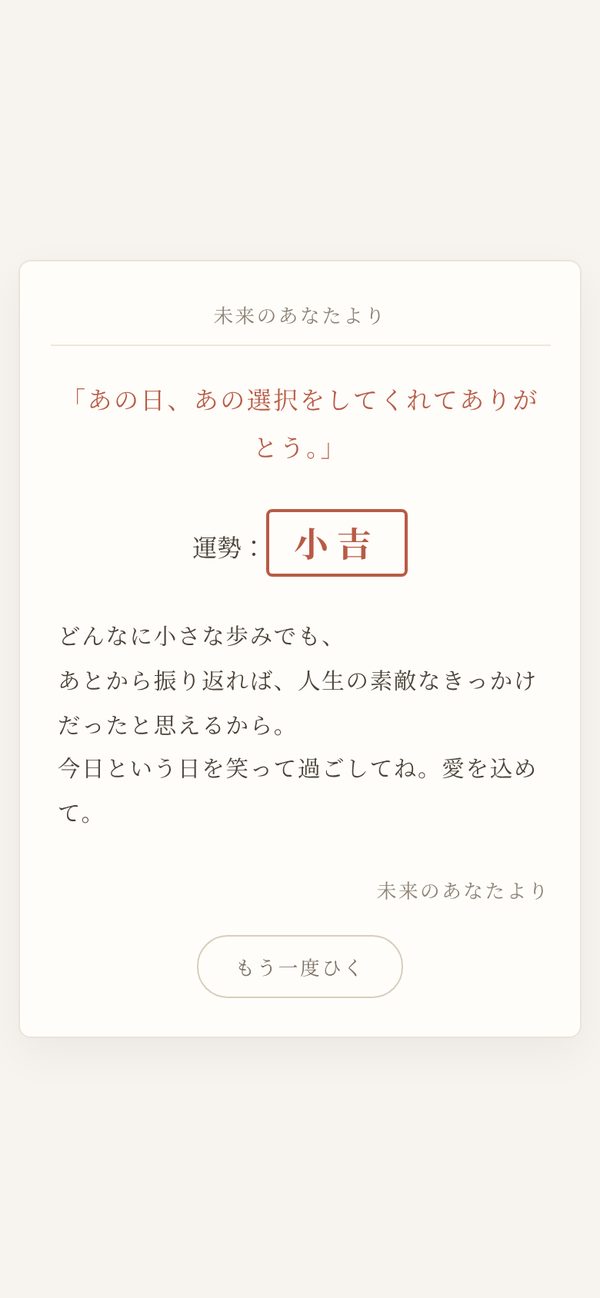 未来のあなたより
「あの日、あの選択をしてくれてありが
とう。」
運勢：小吉
どんなに小さな歩みでも、
あとから振り返れば、人生の素敵なきっかけ
だったと思えるから。
今日という日を笑って過ごしてね。愛を込め
て。
未来のあなたより
もう一度ひく